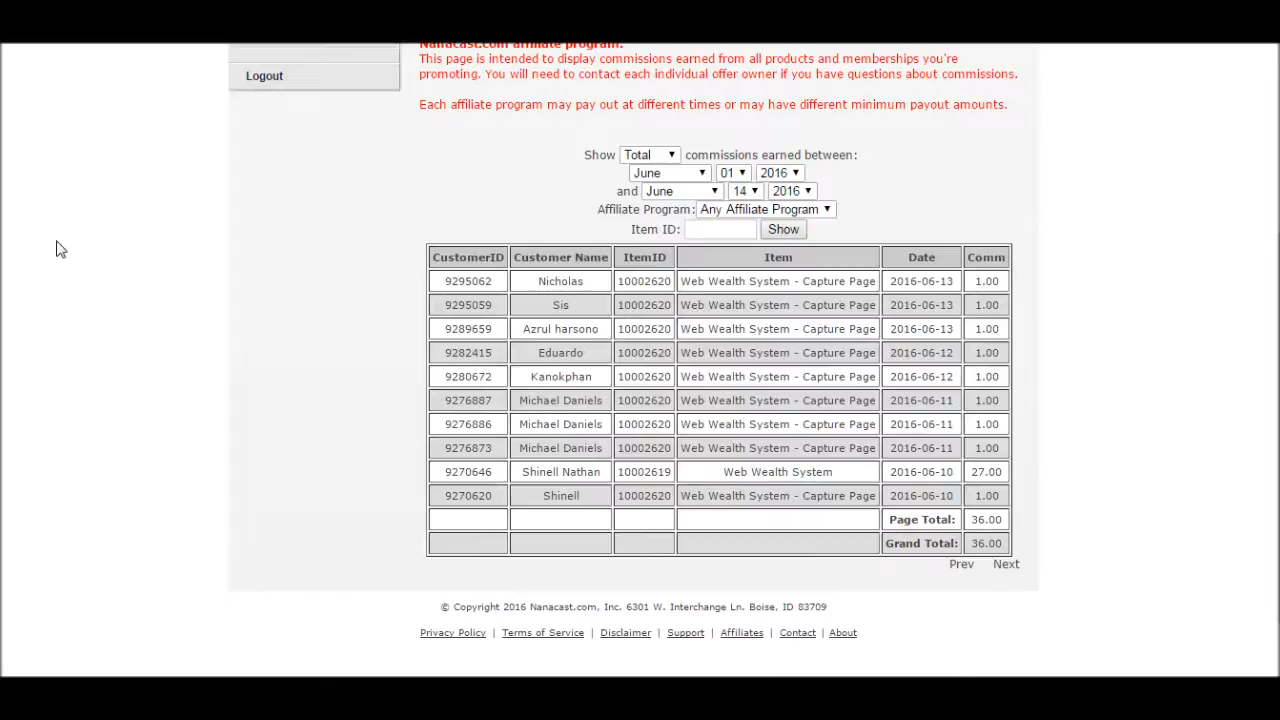 Nanacast.com affiliate program.
This page is intended to display commissions earned from all products and memberships you're
promoting. You will need to contact each individual offer owner if you have questions about commissions.
Each affiliate program may pay out at different times or may have different minimum payout amounts.
Logout
Show Total commissions earned between:
June 01 2016
and June 14 2016
Affiliate Program: Any Affiliate Program
Item ID: Show
CustomerID Customer Name ItemID Item Date Comm
9295062 Nicholas 10002620 Web Wealth System - Capture Page 2016-06-13 1.00
9295059 Sis 10002620 Web Wealth System - Capture Page 2016-06-13 1.00
9289659 Azrul harsono 10002620 Web Wealth System - Capture Page 2016-06-13 1.00
9282415 Eduardo 10002620 Web Wealth System - Capture Page 2016-06-12 1.00
9280672 Kanokphan 10002620 Web Wealth System - Capture Page 2016-06-12 1.00
9276887 Michael Daniels 10002620 Web Wealth System - Capture Page 2016-06-11 1.00
9276886 Michael Daniels 10002620 Web Wealth System - Capture Page 2016-06-11 1.00
9276873 Michael Daniels 10002620 Web Wealth System - Capture Page 2016-06-11 1.00
9270646 Shinell Nathan 10002619 Web Wealth System 2016-06-10 27.00
9270620 Shinell 10002620 Web Wealth System - Capture Page 2016-06-10 1.00
Page Total: 36.00
Grand Total: 36.00
Prev Next
© Copyright 2016 Nanacast.com, Inc. 6301 W. Interchange Ln. Boise, ID 83709
Privacy Policy | Terms of Service | Disclaimer | Support | Affiliates | Contact | About